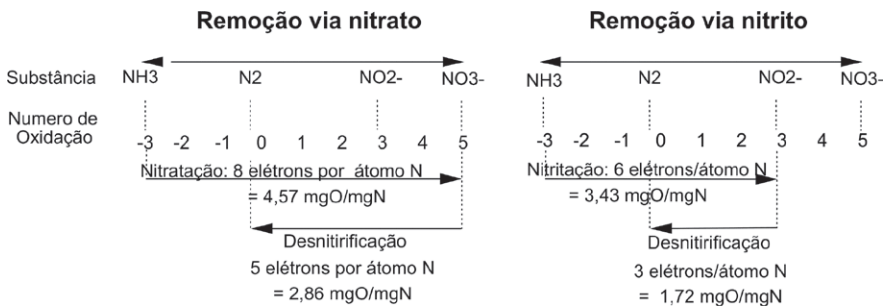 Remoção via nitrato
Substância NH3 N2 NO2- NO3-
Numero de
Oxidação
-3 -2 -1 0 1 2 3 4 5
Nitratação: 8 elétrons por átomo N
= 4,57 mgO/mgN
Desnitirificação
5 elétrons por átomo N
= 2,86 mgO/mgN
Remoção via nitrito
NH3 N2 NO2- NO3-
-3 -2 -1 0 1 2 3 4 5
Nitritação: 6 elétrons/átomo N
= 3,43 mgO/mgN
Desnitirificação
3 elétrons/átomo N
= 1,72 mgO/mgN